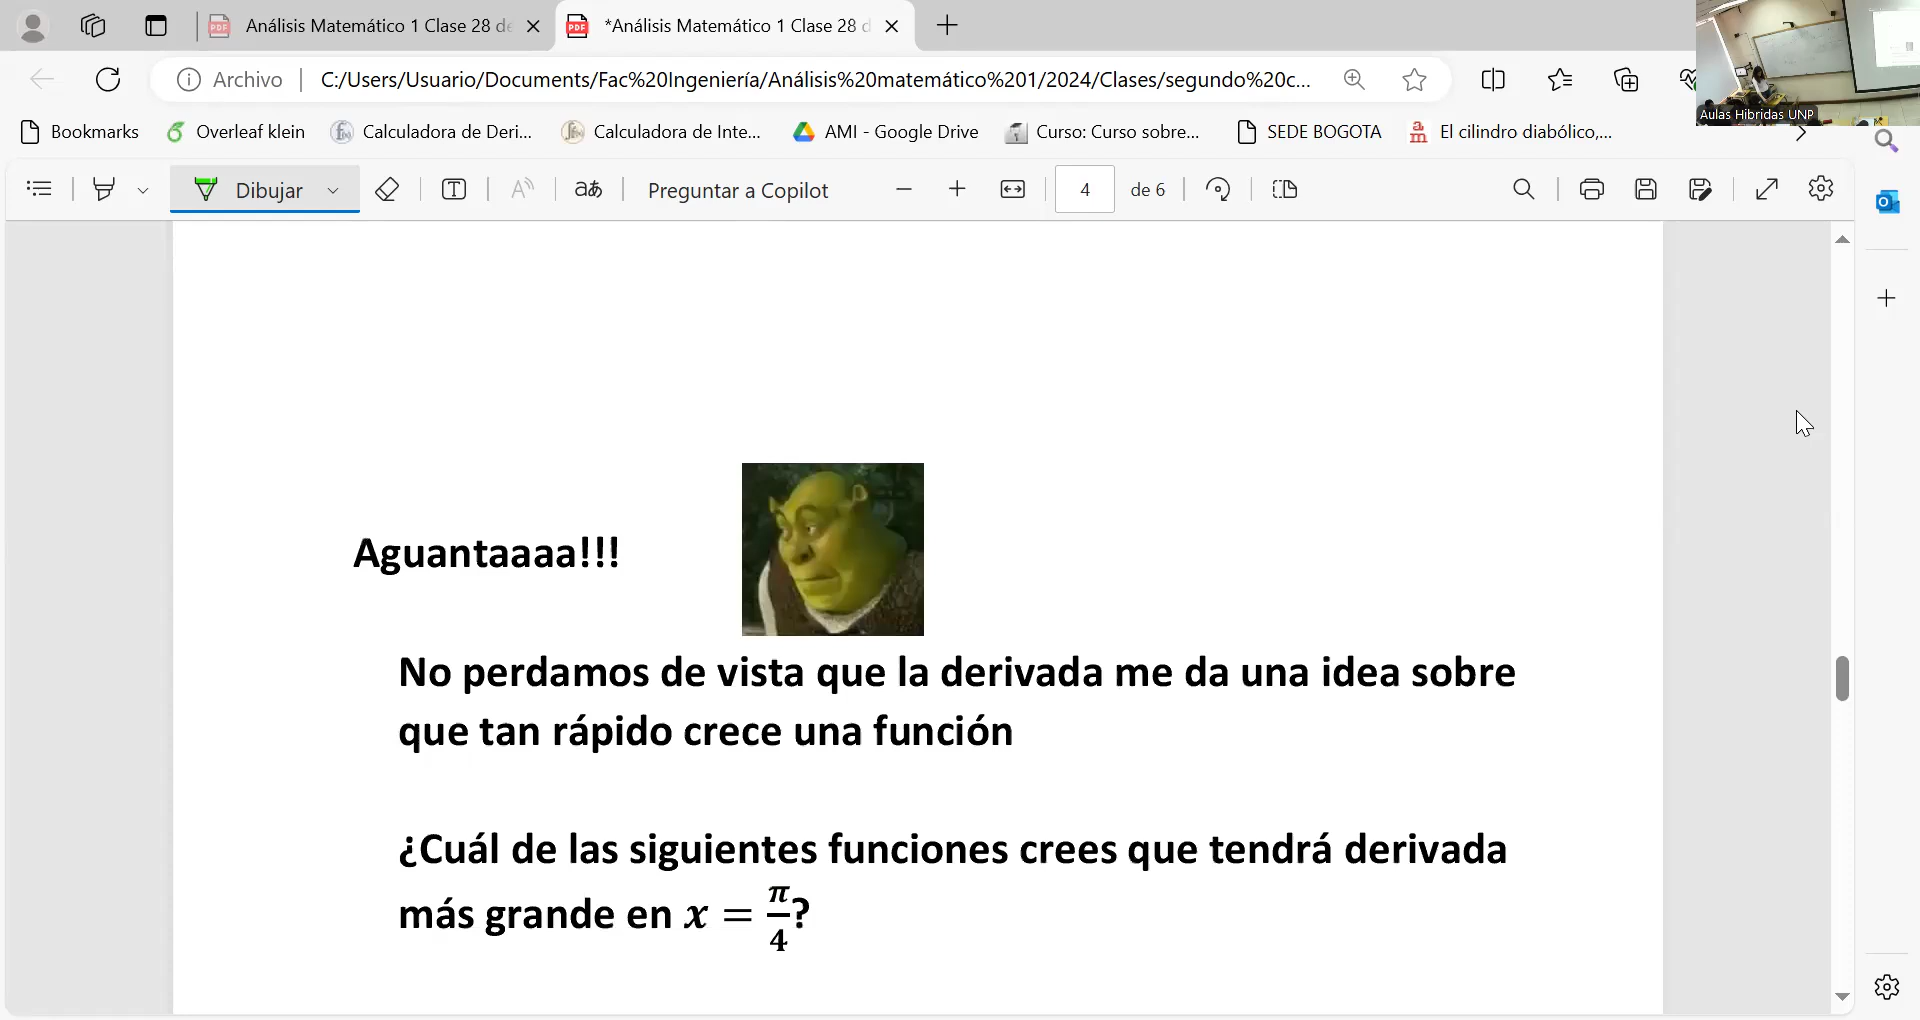 Análisis Matemático 1 Clase 28 de
*Análisis Matemático 1 Clase 28 d
Archivo
C:/Users/Usuario/Documents/Fac%20Ingeniería/Análisis%20matemático%201/2024/Clases/segundo%20c...
Aulas Hibridas UNP
Bookmarks
Overleaf klein
Calculadora de Deri...
Calculadora de Inte...
AMI - Google Drive
Curso: Curso sobre...
SEDE BOGOTA
El cilindro diabólico,...
Dibujar
Preguntar a Copilot
4
de 6
Aguantaaaa!!!
No perdamos de vista que la derivada me da una idea sobre
que tan rápido crece una función
¿Cuál de las siguientes funciones crees que tendrá derivada
más grande en x = π/4?